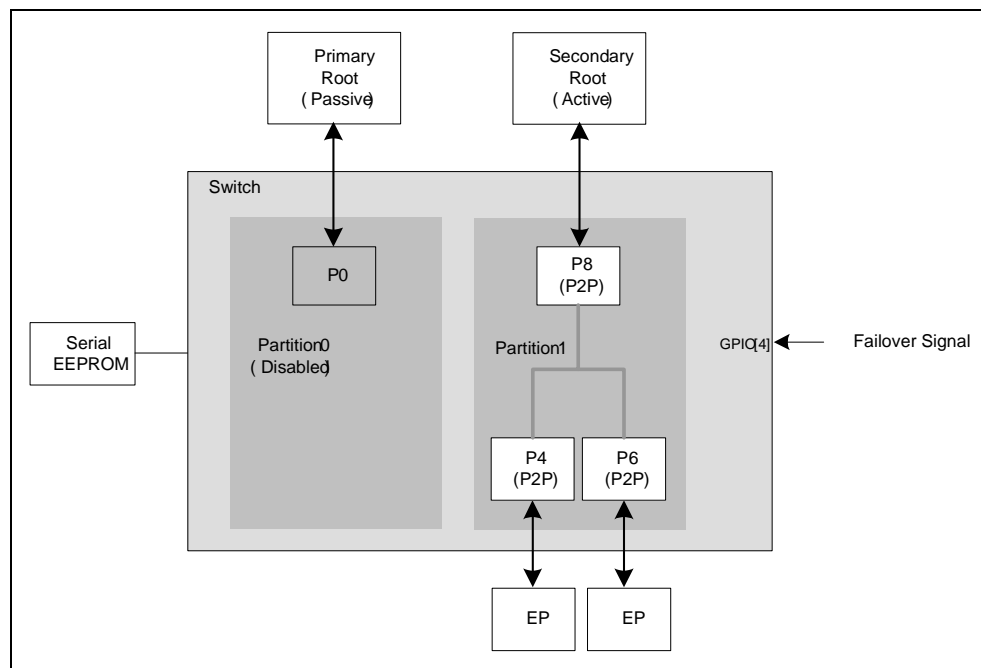 Primary
Root
( Passive)
Secondary
Root
( Active)
Switch
P0
P8
(P2P)
Serial
EEPROM
Partition0
( Disabled)
Partition1
GPIO[4]
Failover Signal
P4
(P2P)
P6
(P2P)
EP
EP